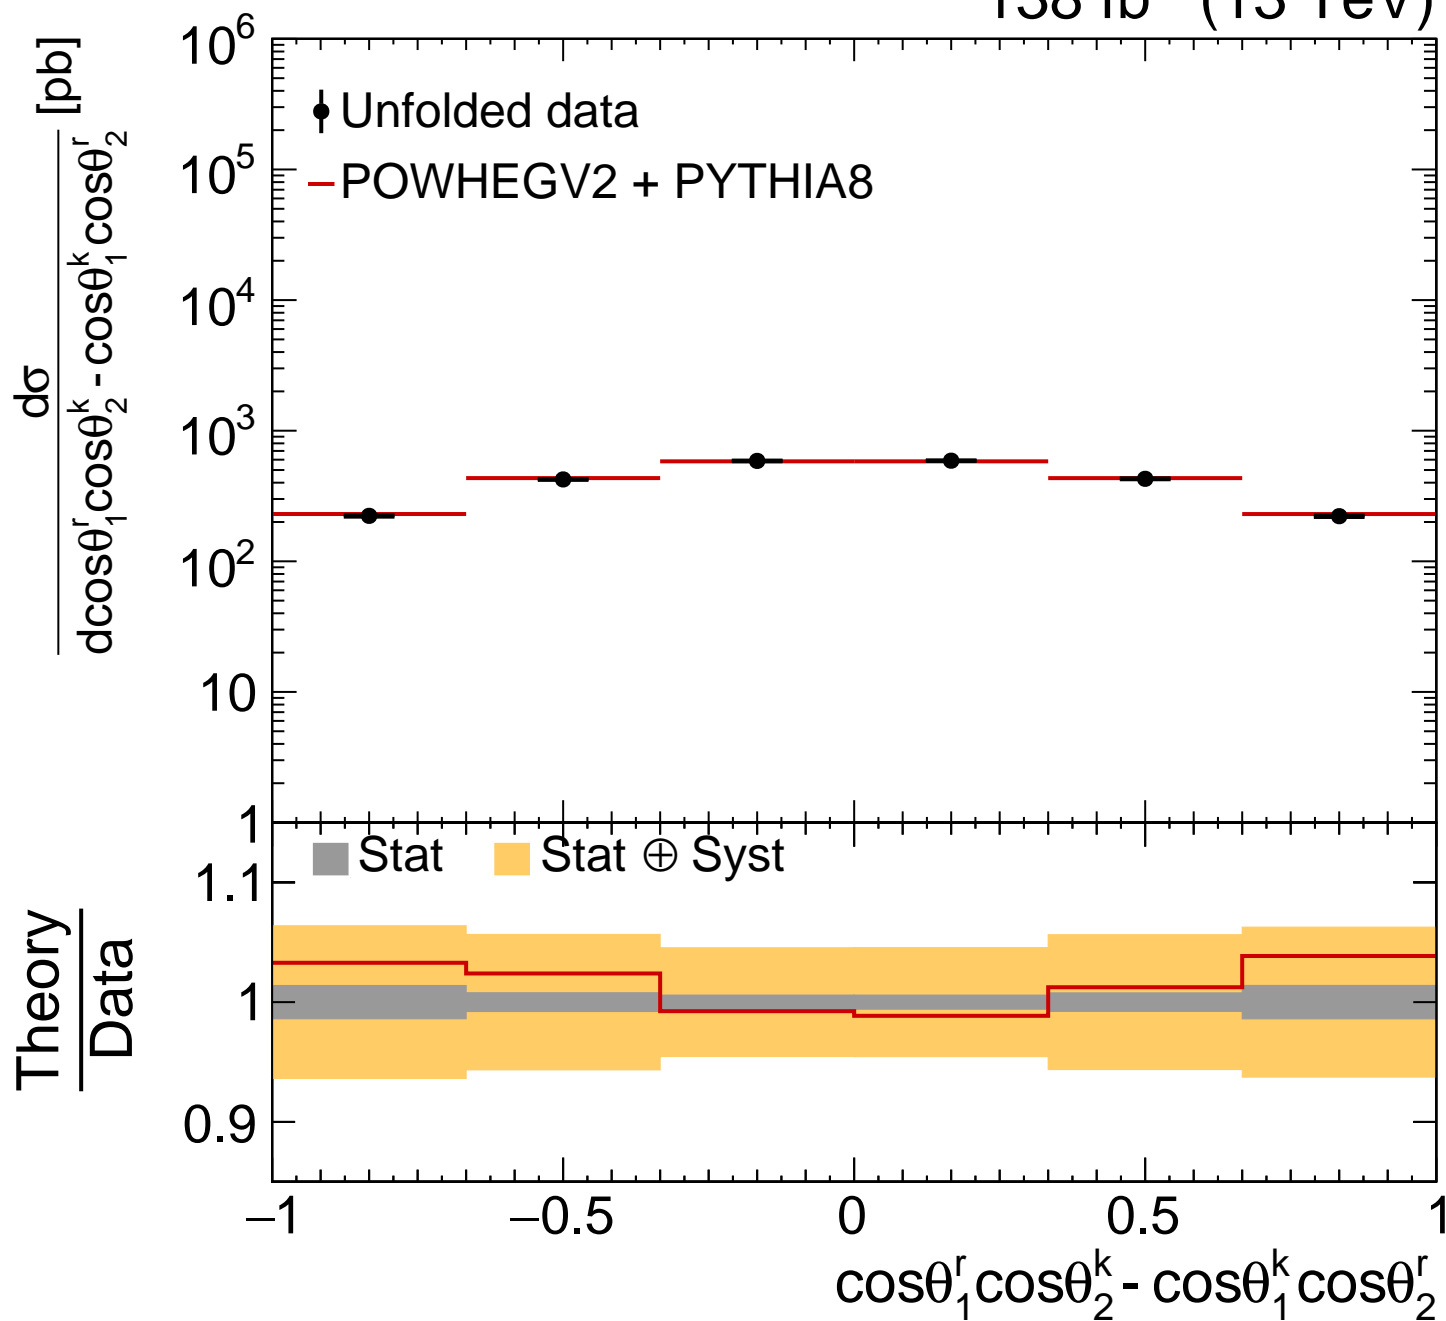 138 fb (13 TeV)
dσ
dcosθ₁ʳcosθ₂ᵏ - cosθ₁ᵏcosθ₂ʳ [pb]
10⁶
10⁵
10⁴
10³
10²
10
1
Unfolded data
POWHEGV2 + PYTHIA8
Stat
Stat ⊕ Syst
Theory
Data
1.1
1
0.9
−1 −0.5 0 0.5 1
cosθ₁ʳcosθ₂ᵏ - cosθ₁ᵏcosθ₂ʳ